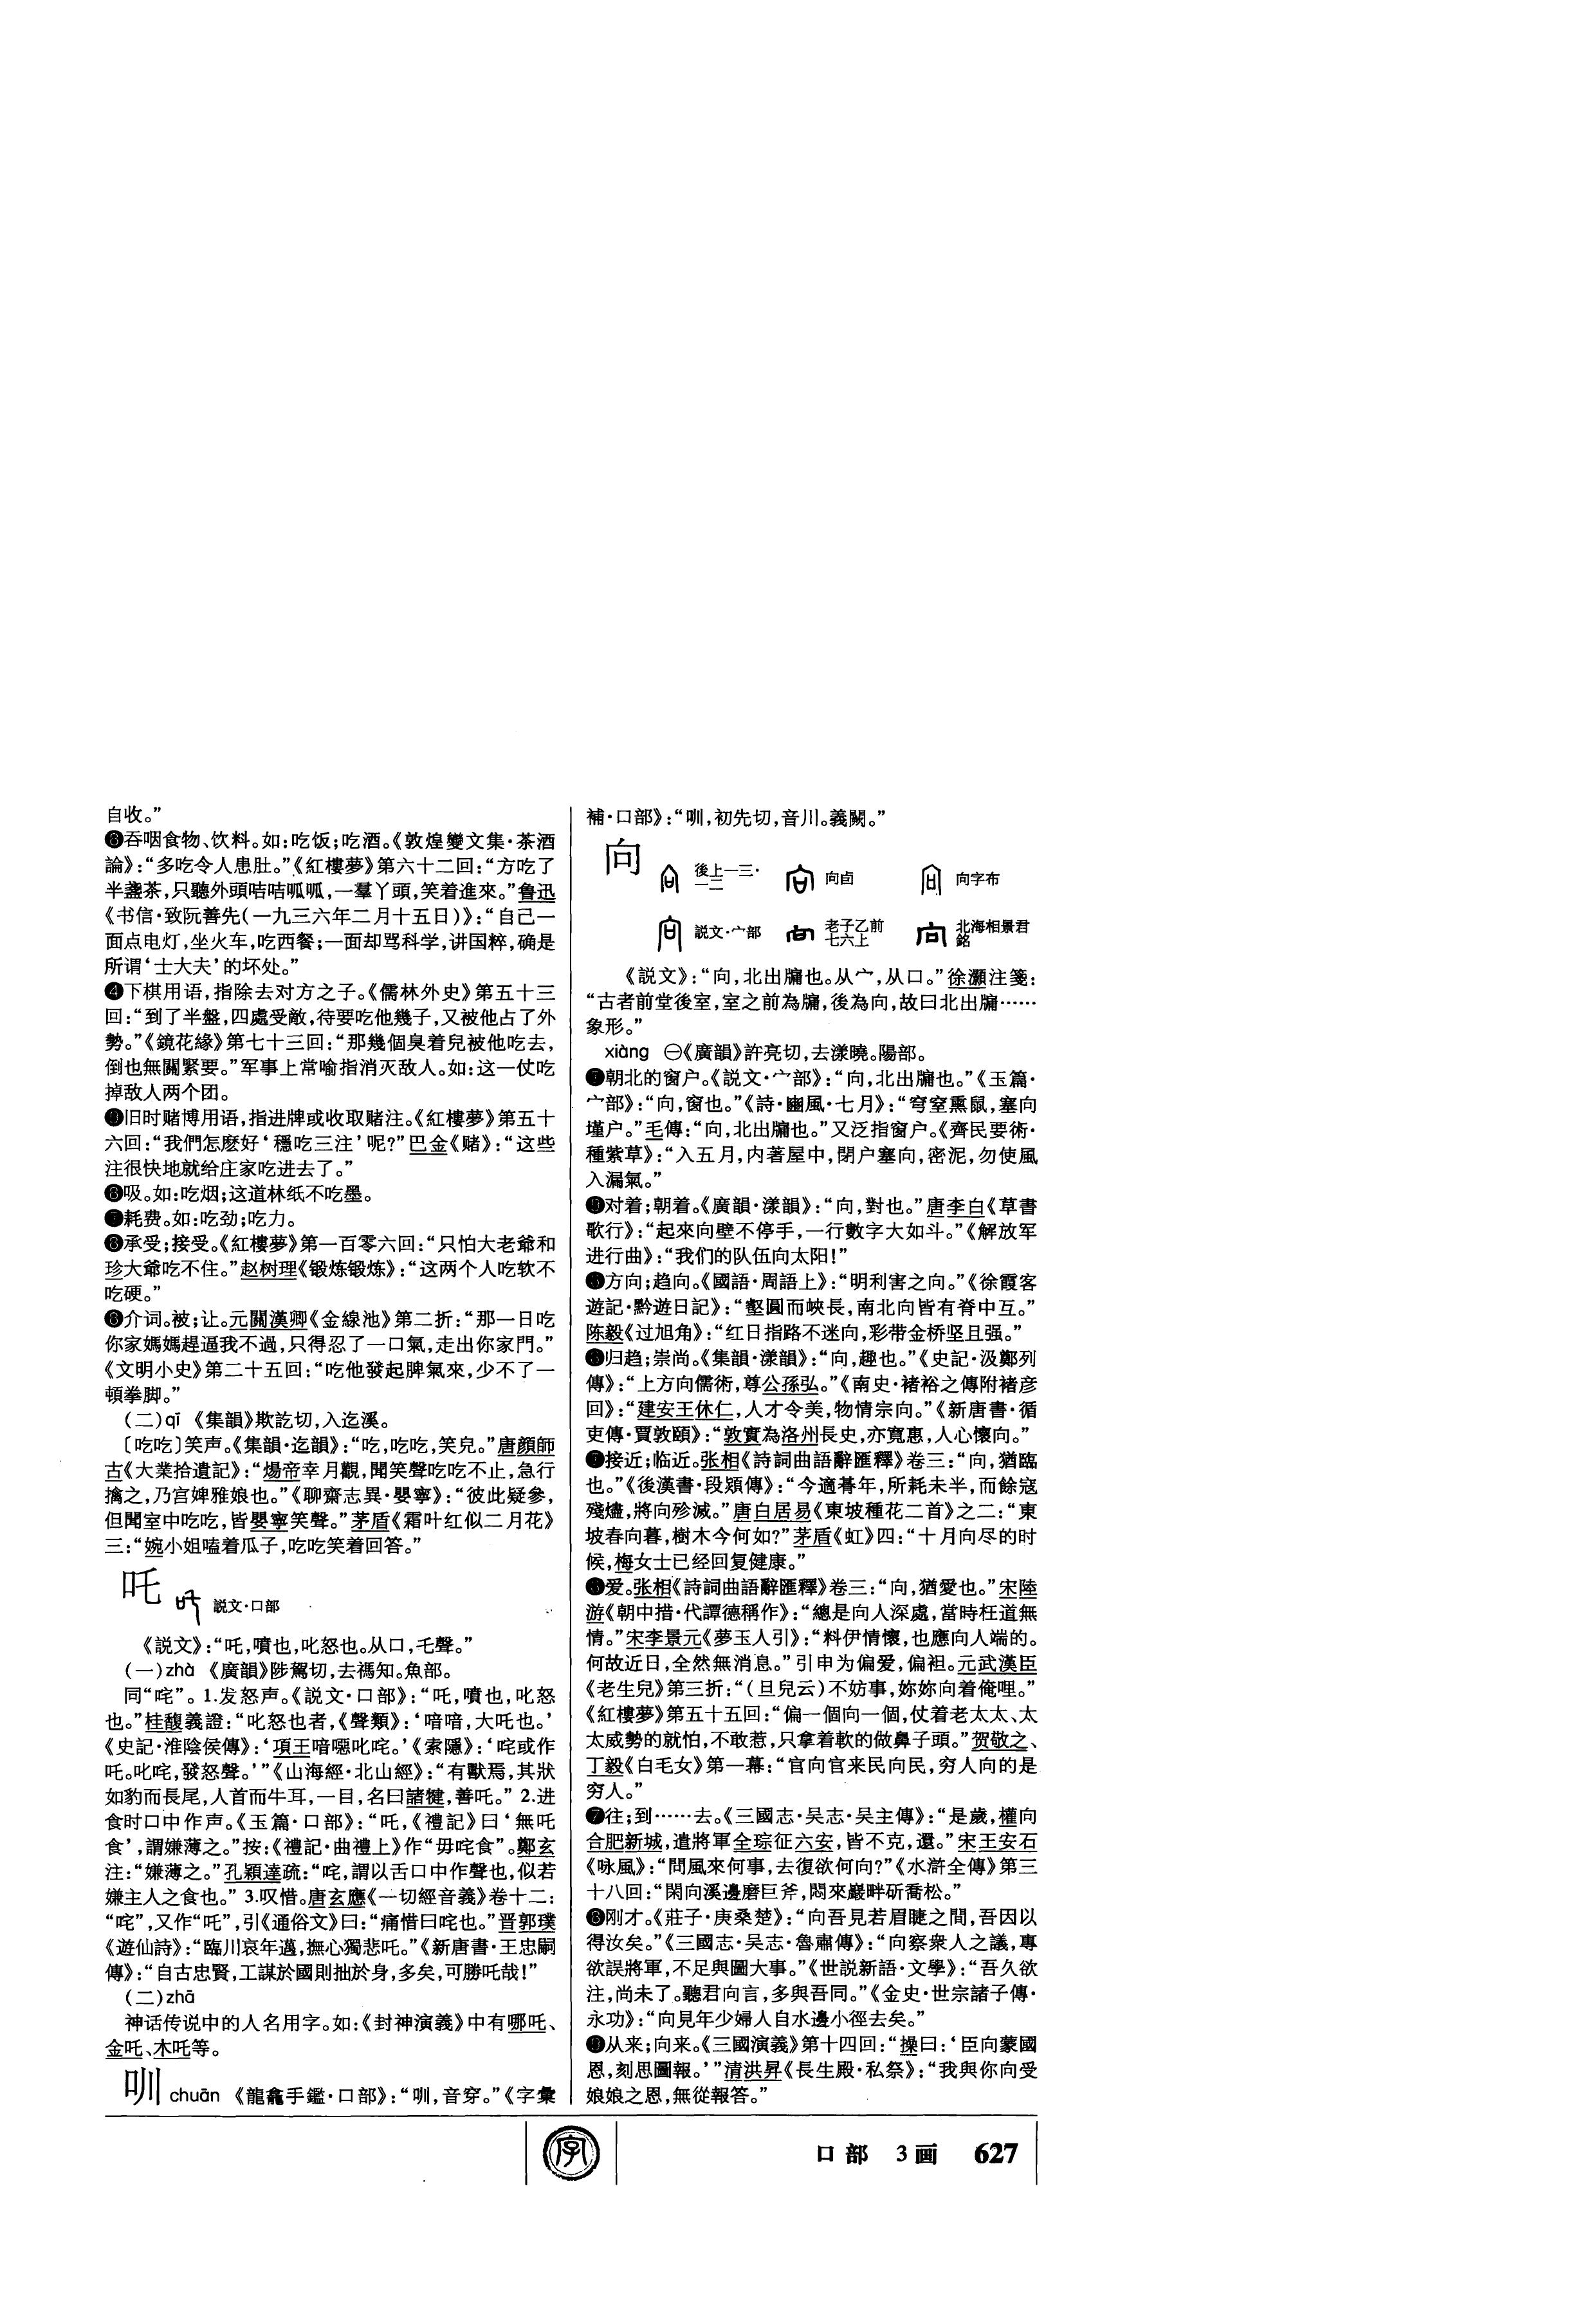 自收。”
❸吞咽食物、饮料。如:吃饭;吃酒。《敦煌變文集·茶酒
論》:“多吃令人患肚。”《紅樓夢》第六十二回:“方吃了
半盞茶,只聽外頭咭咭呱呱,一羣丫頭,笑着進來。”鲁迅
《书信·致阮善先(一九三六年二月十五日)》:“自己一
面点电灯,坐火车,吃西餐;一面却骂科学,讲国粹,确是
所谓‘士大夫’的坏处。”
❹下棋用语,指除去对方之子。《儒林外史》第五十三
回:“到了半盤,四處受敵,待要吃他幾子,又被他占了外
勢。”《鏡花緣》第七十三回:“那幾個臭着兒被他吃去,
倒也無關緊要。”军事上常喻指消灭敌人。如:这一仗吃
掉敌人两个团。
旧时赌博用语,指进牌或收取赌注。《紅樓夢》第五十
六回:“我們怎麽好‘穩吃三注’呢?”巴金《赌》:“这些
注很快地就给庄家吃进去了。”
吸。如:吃烟;这道林纸不吃墨。
耗费。如:吃劲;吃力。
❽承受;接受。《紅樓夢》第一百零六回:“只怕大老爺和
珍大爺吃不住。”赵树理《锻炼锻炼》:“这两个人吃软不
吃硬。”
介词。被;让。元關漢卿《金線池》第二折:“那一日吃
你家媽媽趕逼我不過,只得忍了一口氣,走出你家門。”
《文明小史》第二十五回:“吃他發起脾氣來,少不了一
頓拳脚。”
(二)qī 《集韻》欺訖切,入迄溪。
〔吃吃〕笑声。《集韻·迄韻》:“吃,吃吃,笑皃。”唐顔師
古《大業拾遺記》:“煬帝幸月觀,聞笑聲吃吃不止,急行
擒之,乃宫婢雅娘也。”《聊齋志異·嬰寧》:“彼此疑參,
但聞室中吃吃,皆嬰寧笑聲。”茅盾《霜叶红似二月花》
三:“婉小姐嗑着瓜子,吃吃笑着回答。”
吒 説文·口部
《説文》:“吒,噴也,叱怒也。从口,乇聲。”
(一)zhà 《廣韻》陟駕切,去禡知。魚部。
同“咤”。1.发怒声。《説文·口部》:“吒,噴也,叱怒
也。”桂馥義證:“叱怒也者,《聲類》:‘喑喑,大吒也。’
《史記·淮陰侯傳》:‘項王喑噁叱咤。’《索隱》:‘咤或作
吒。叱咤,發怒聲。’”《山海經·北山經》:“有獸焉,其狀
如豹而長尾,人首而牛耳,一目,名曰諸犍,善吒。”2.进
食时口中作声。《玉篇·口部》:“吒,《禮記》曰‘無吒
食’,謂嫌薄之。”按:《禮記·曲禮上》作“毋咤食”。鄭玄
注:“嫌薄之。”孔穎達疏:“咤,謂以舌口中作聲也,似若
嫌主人之食也。”3.叹惜。唐玄應《一切經音義》卷十二:
“咤”,又作“吒”,引《通俗文》曰:“痛惜曰咤也。”晋郭璞
《遊仙詩》:“臨川哀年邁,撫心獨悲吒。”《新唐書·王忠嗣
傳》:“自古忠賢,工謀於國則拙於身,多矣,可勝吒哉!”
(二)zhā
神话传说中的人名用字。如:《封神演義》中有哪吒、
金吒、木吒等。
㖄 chuān 《龍龕手鑑·口部》:“㖄,音穿。”《字彙
補·口部》:“㖄,初先切,音川。義闕。”
向 後上一三·一二 向卣 向字布
説文·宀部 老子乙前七六上 北海相景君銘
《説文》:“向,北出牖也。从宀,从口。”徐灝注箋:
“古者前堂後室,室之前為牖,後為向,故曰北出牖……
象形。”
xiàng ㊀《廣韻》許亮切,去漾曉。陽部。
❶朝北的窗户。《説文·宀部》:“向,北出牖也。”《玉篇·
宀部》:“向,窗也。”《詩·豳風·七月》:“穹窒熏鼠,塞向
墐户。”毛傳:“向,北出牖也。”又泛指窗户。《齊民要術·
種紫草》:“入五月,内著屋中,閉户塞向,密泥,勿使風
入漏氣。”
对着;朝着。《廣韻·漾韻》:“向,對也。”唐李白《草書
歌行》:“起來向壁不停手,一行數字大如斗。”《解放军
进行曲》:“我们的队伍向太阳!”
方向;趋向。《國語·周語上》:“明利害之向。”《徐霞客
遊記·黔遊日記》:“壑圓而峽長,南北向皆有脊中互。”
陈毅《过旭角》:“红日指路不迷向,彩带金桥坚且强。”
归趋;崇尚。《集韻·漾韻》:“向,趣也。”《史記·汲鄭列
傳》:“上方向儒術,尊公孫弘。”《南史·褚裕之傳附褚彦
回》:“建安王休仁,人才令美,物情宗向。”《新唐書·循
吏傳·賈敦頤》:“敦實為洛州長史,亦寬惠,人心懷向。”
接近;临近。张相《詩詞曲語辭匯釋》卷三:“向,猶臨
也。”《後漢書·段熲傳》:“今適朞年,所耗未半,而餘寇
殘燼,將向殄滅。”唐白居易《東坡種花二首》之二:“東
坡春向暮,樹木今何如?”茅盾《虹》四:“十月向尽的时
候,梅女士已经回复健康。”
爱。张相《詩詞曲語辭匯釋》卷三:“向,猶愛也。”宋陸
游《朝中措·代譚德稱作》:“總是向人深處,當時枉道無
情。”宋李景元《夢玉人引》:“料伊情懷,也應向人端的。
何故近日,全然無消息。”引申为偏爱,偏袒。元武漢臣
《老生兒》第三折:“(旦兒云)不妨事,妳妳向着俺哩。”
《紅樓夢》第五十五回:“偏一個向一個,仗着老太太、太
太威勢的就怕,不敢惹,只拿着軟的做鼻子頭。”贺敬之、
丁毅《白毛女》第一幕:“官向官来民向民,穷人向的是
穷人。”
❼往;到……去。《三國志·吴志·吴主傳》:“是歲,權向
合肥新城,遣將軍全琮征六安,皆不克,還。”宋王安石
《咏風》:“問風來何事,去復欲何向?”《水滸全傳》第三
十八回:“閑向溪邊磨巨斧,悶來巖畔斫喬松。”
❽刚才。《莊子·庚桑楚》:“向吾見若眉睫之間,吾因以
得汝矣。”《三國志·吴志·魯肅傳》:“向察衆人之議,專
欲誤將軍,不足與圖大事。”《世説新語·文學》:“吾久欲
注,尚未了。聽君向言,多與吾同。”《金史·世宗諸子傳·
永功》:“向見年少婦人自水邊小徑去矣。”
从来;向来。《三國演義》第十四回:“操曰:‘臣向蒙國
恩,刻思圖報。’”清洪昇《長生殿·私祭》:“我與你向受
娘娘之恩,無從報答。”
字 口部 3画 627